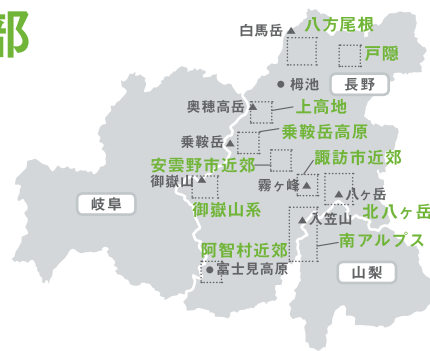 部
白馬岳
八方尾根
戸隠
栂池
長野
奥穂高岳
上高地
乗鞍岳
乗鞍岳高原
安雲野市近郊
諏訪市近郊
御嶽山
霧ヶ峰
八ヶ岳
岐阜
御嶽山系
北八ヶ岳
入笠山
南アルプス
阿智村近郊
富士見高原
山梨